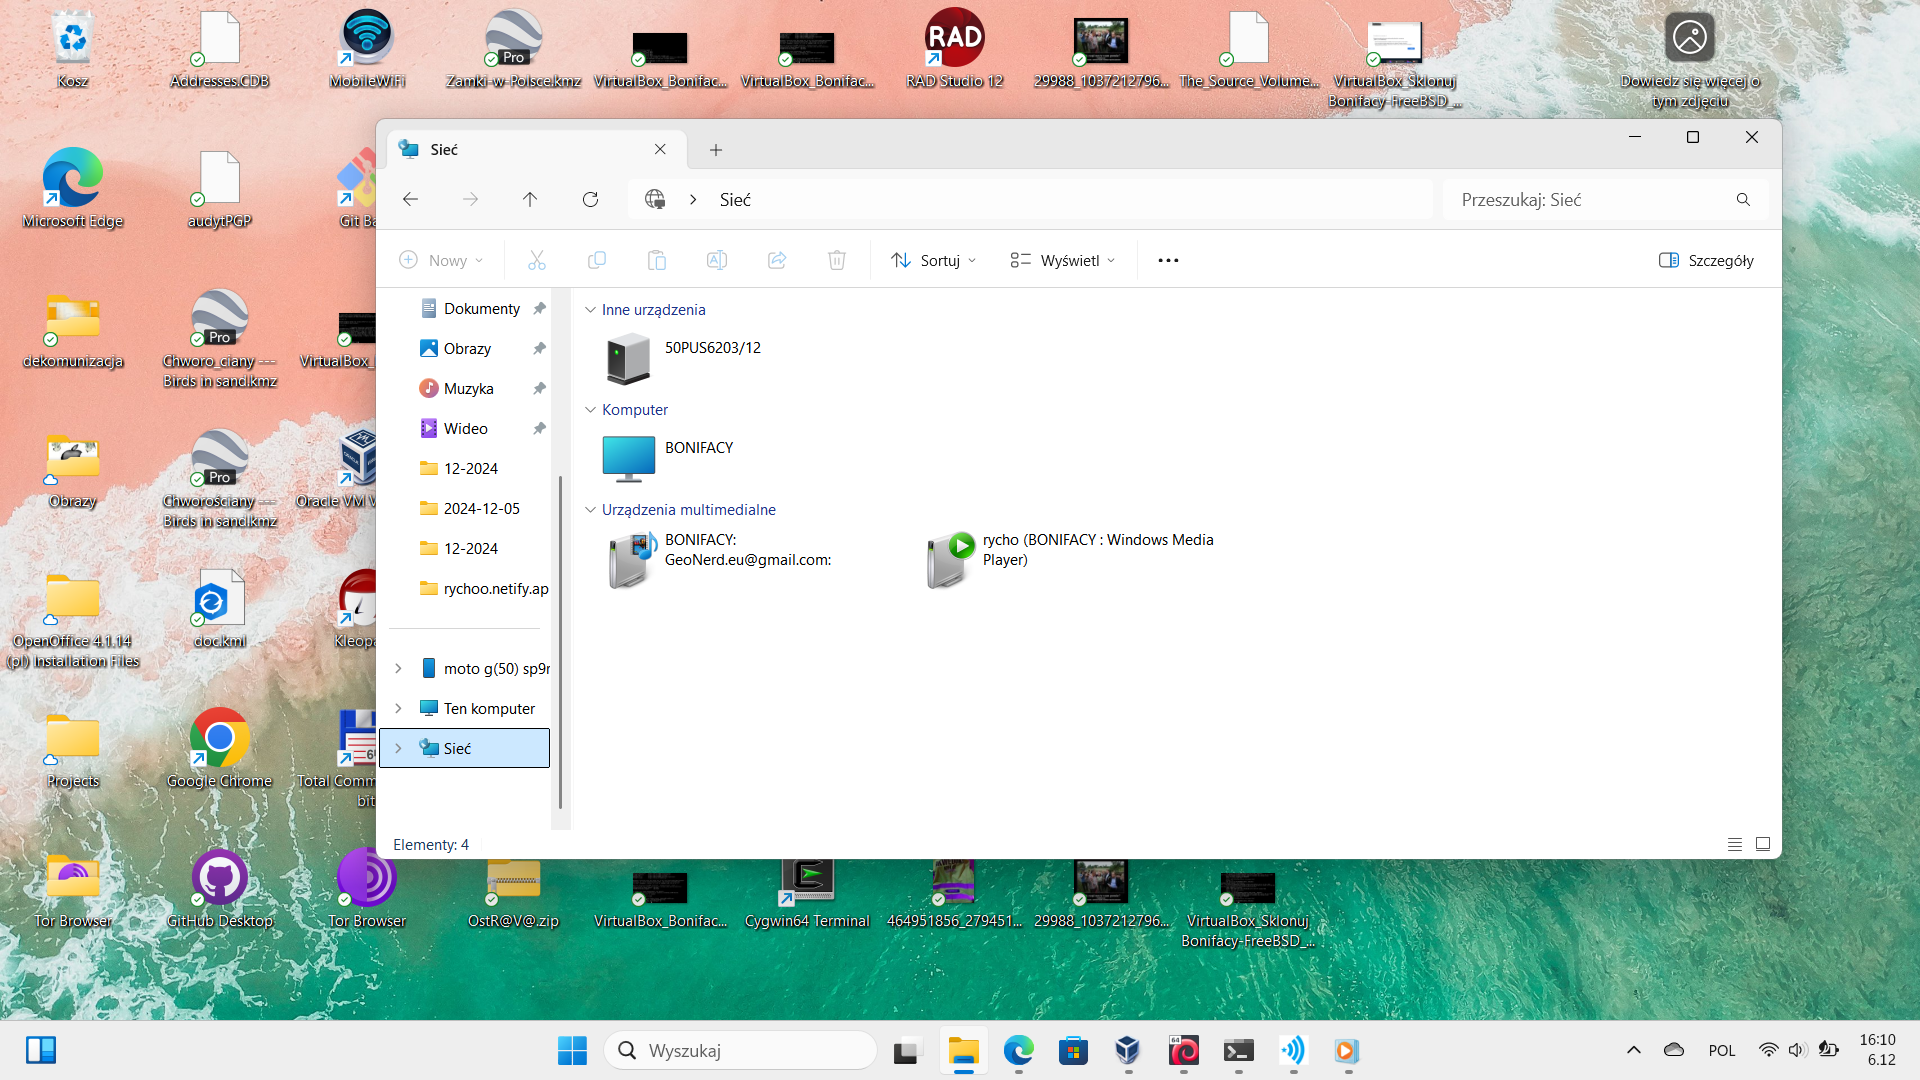 Kosz
Addresses.CDB
MobileWiFi
Pro
Zamki-w-Polsce.kmz
VirtualBox_Bonifac...
VirtualBox_Bonifac...
RAD
RAD Studio 12
29988_1037212796...
The_Source_Volume...
VirtualBox_Sklonuj
Bonifacy-FreeBSD_...
Dowiedz się więcej o
tym zdjęciu
Sieć
Microsoft Edge
audytPGP
Git Ba
Sieć
Przeszukaj: Sieć
Nowy
Sortuj
Wyświetl
Szczegóły
dekomunizacja
Pro
Chworo_ciany ---
Birds in sand.kmz
VirtualBox_
Dokumenty
Obrazy
Muzyka
Wideo
12-2024
2024-12-05
12-2024
rychoo.netify.ap
moto g(50) sp9r
Ten komputer
Sieć
Inne urządzenia
50PUS6203/12
Komputer
BONIFACY
Urządzenia multimedialne
BONIFACY:
GeoNerd.eu@gmail.com:
rycho (BONIFACY : Windows Media
Player)
Elementy: 4
Obrazy
Pro
Chworościany ---
Birds in sand.kmz
Oracle VM V
OpenOffice 4.1.14
(pl) Installation Files
doc.kml
Kleopa
Projects
Google Chrome
Total Comm
bit
Tor Browser
GitHub Desktop
Tor Browser
OstR@V@.zip
VirtualBox_Bonifac...
Cygwin64 Terminal
464951856_279451...
29988_1037212796...
VirtualBox_Sklonuj
Bonifacy-FreeBSD_...
Wyszukaj
64
POL
16:10
6.12